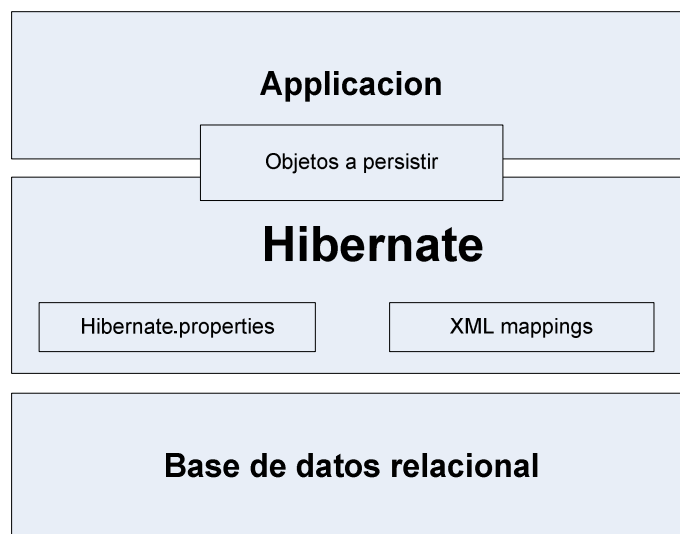 Applicacion
Objetos a persistir
Hibernate
Hibernate.properties
XML mappings
Base de datos relacional